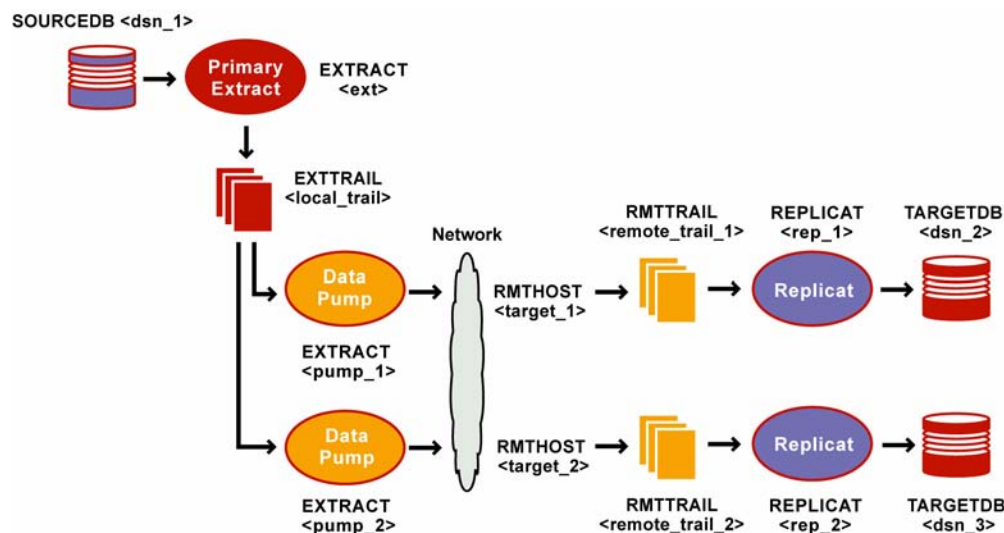 SOURCEDB <dsn_1>
Primary
Extract
EXTRACT
<ext>
EXTTRAIL
<local_trail>
Network
Data
Pump
EXTRACT
<pump_1>
RMTHOST
<target_1>
RMTTRAIL
<remote_trail_1>
REPLICAT
<rep_1>
Replicat
TARGETDB
<dsn_2>
Data
Pump
EXTRACT
<pump_2>
RMTHOST
<target_2>
RMTTRAIL
<remote_trail_2>
Replicat
REPLICAT
<rep_2>
TARGETDB
<dsn_3>